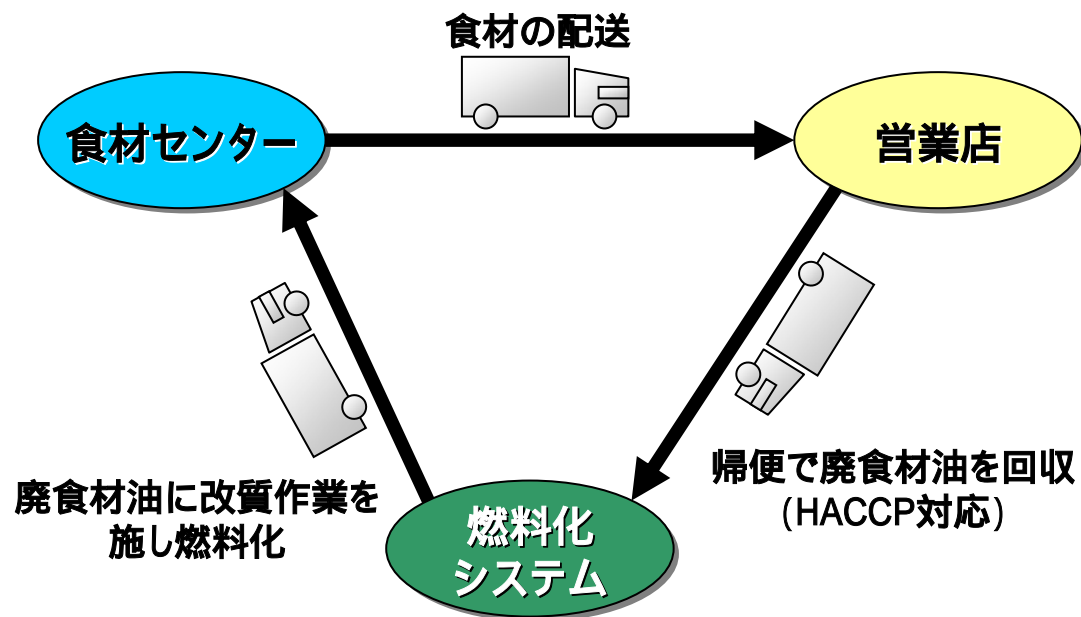 食材の配送
食材センター
営業店
帰便で廃食材油を回収
(HACCP対応)
廃食材油に改質作業を
施し燃料化
燃料化
システム